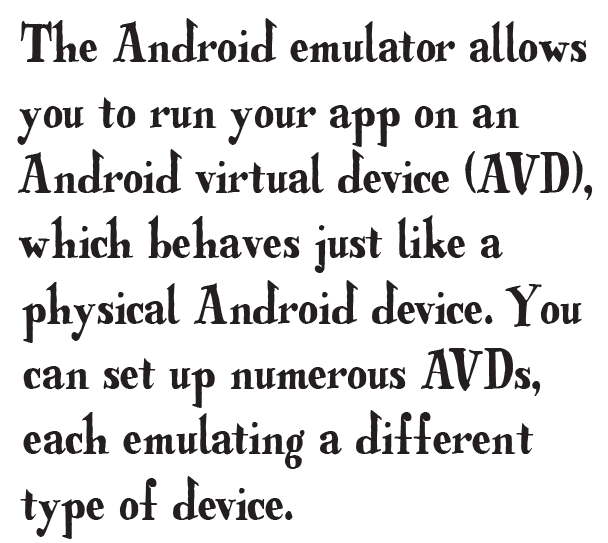 The Android emulator allows
you to run your app on an
Android virtual device (AVD),
which behaves just like a
physical Android device. You
can set up numerous AVDs,
each emulating a different
type of device.